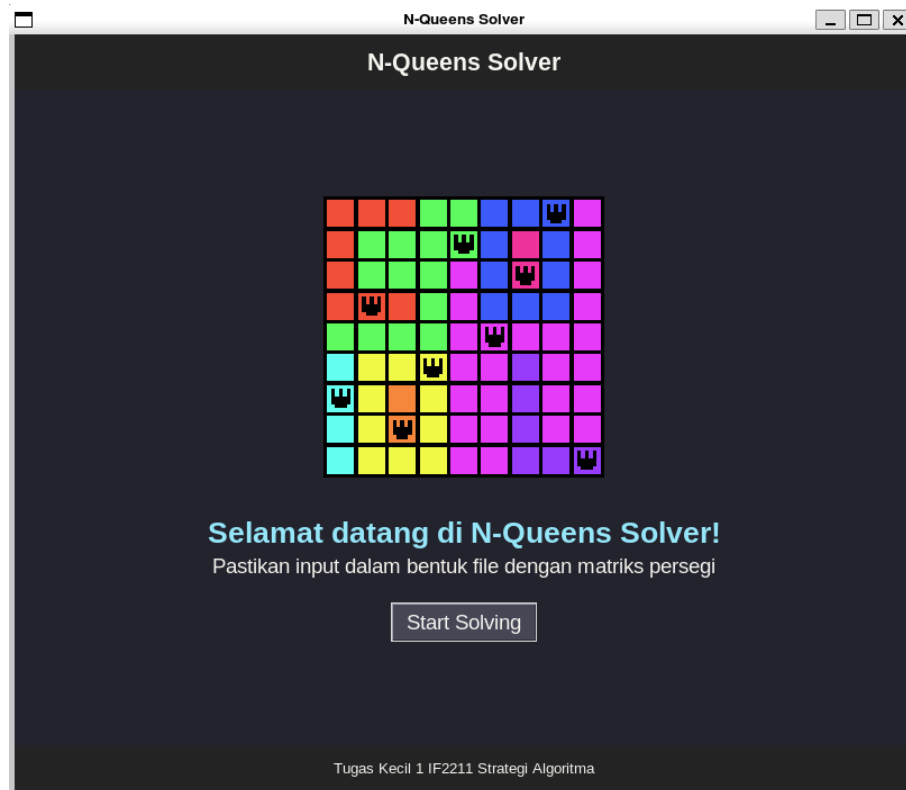 N-Queens Solver
N-Queens Solver
Selamat datang di N-Queens Solver!
Pastikan input dalam bentuk file dengan matriks persegi
Start Solving
Tugas Kecil 1 IF2211 Strategi Algoritma